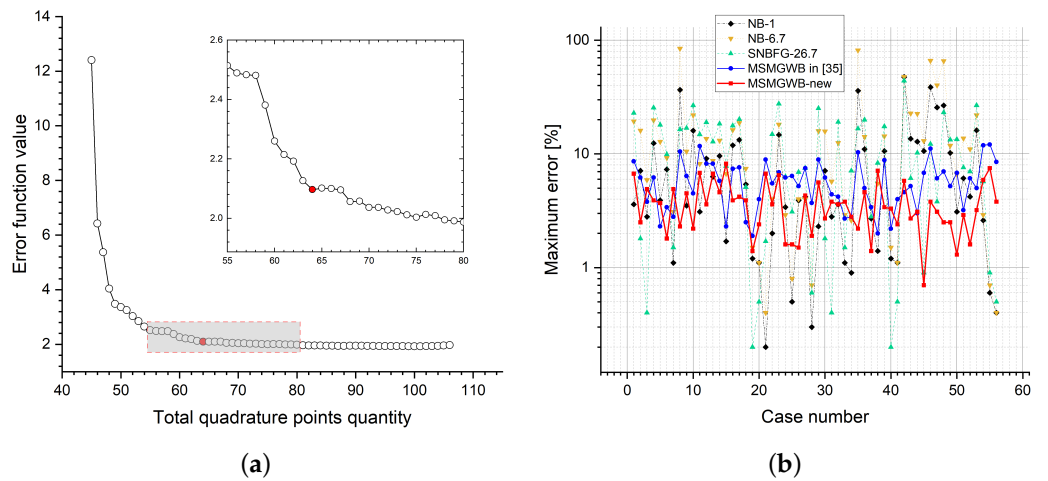 14
12
10
8
6
4
2
Error function value
40 50 60 70 80 90 100 110
Total quadrature points quantity
2.6
2.4
2.2
2.0
55 60 65 70 75 80
(a)
NB-1
NB-6.7
SNBFG-26.7
MSMGWB in [35]
MSMGWB-new
100
10
1
Maximum error [%]
0 10 20 30 40 50 60
Case number
(b)